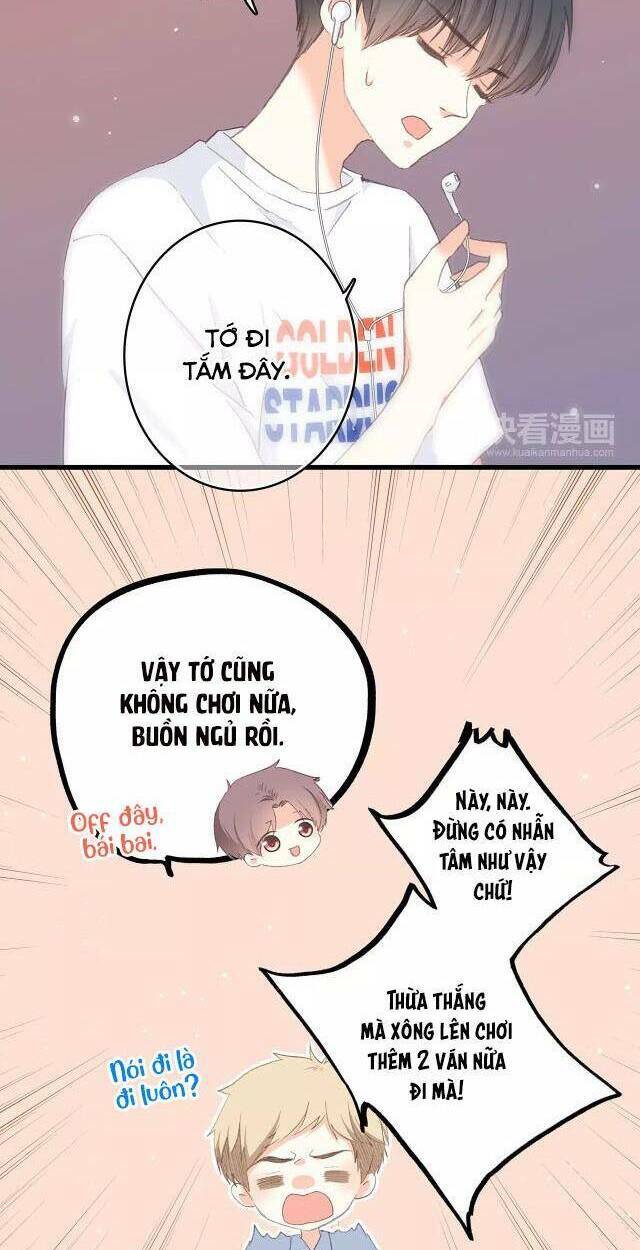 TỚ ĐI
TẮM ĐÂY.
GOLDEN
STARDUS
快看漫画
www.kuaikanmanhua.com
VẬY TỚ CŨNG
KHÔNG CHƠI NỮA,
BUỒN NGỦ RỒI.
Off đây,
bái bai.
NÀY, NÀY.
ĐỪNG CÓ NHẪN
TÂM NHƯ VẬY
CHỨ!
THỪA THẮNG
MÀ XÔNG LÊN CHƠI
THÊM 2 VÁN NỮA
ĐI MÀ!
Nói đi là
đi luôn?